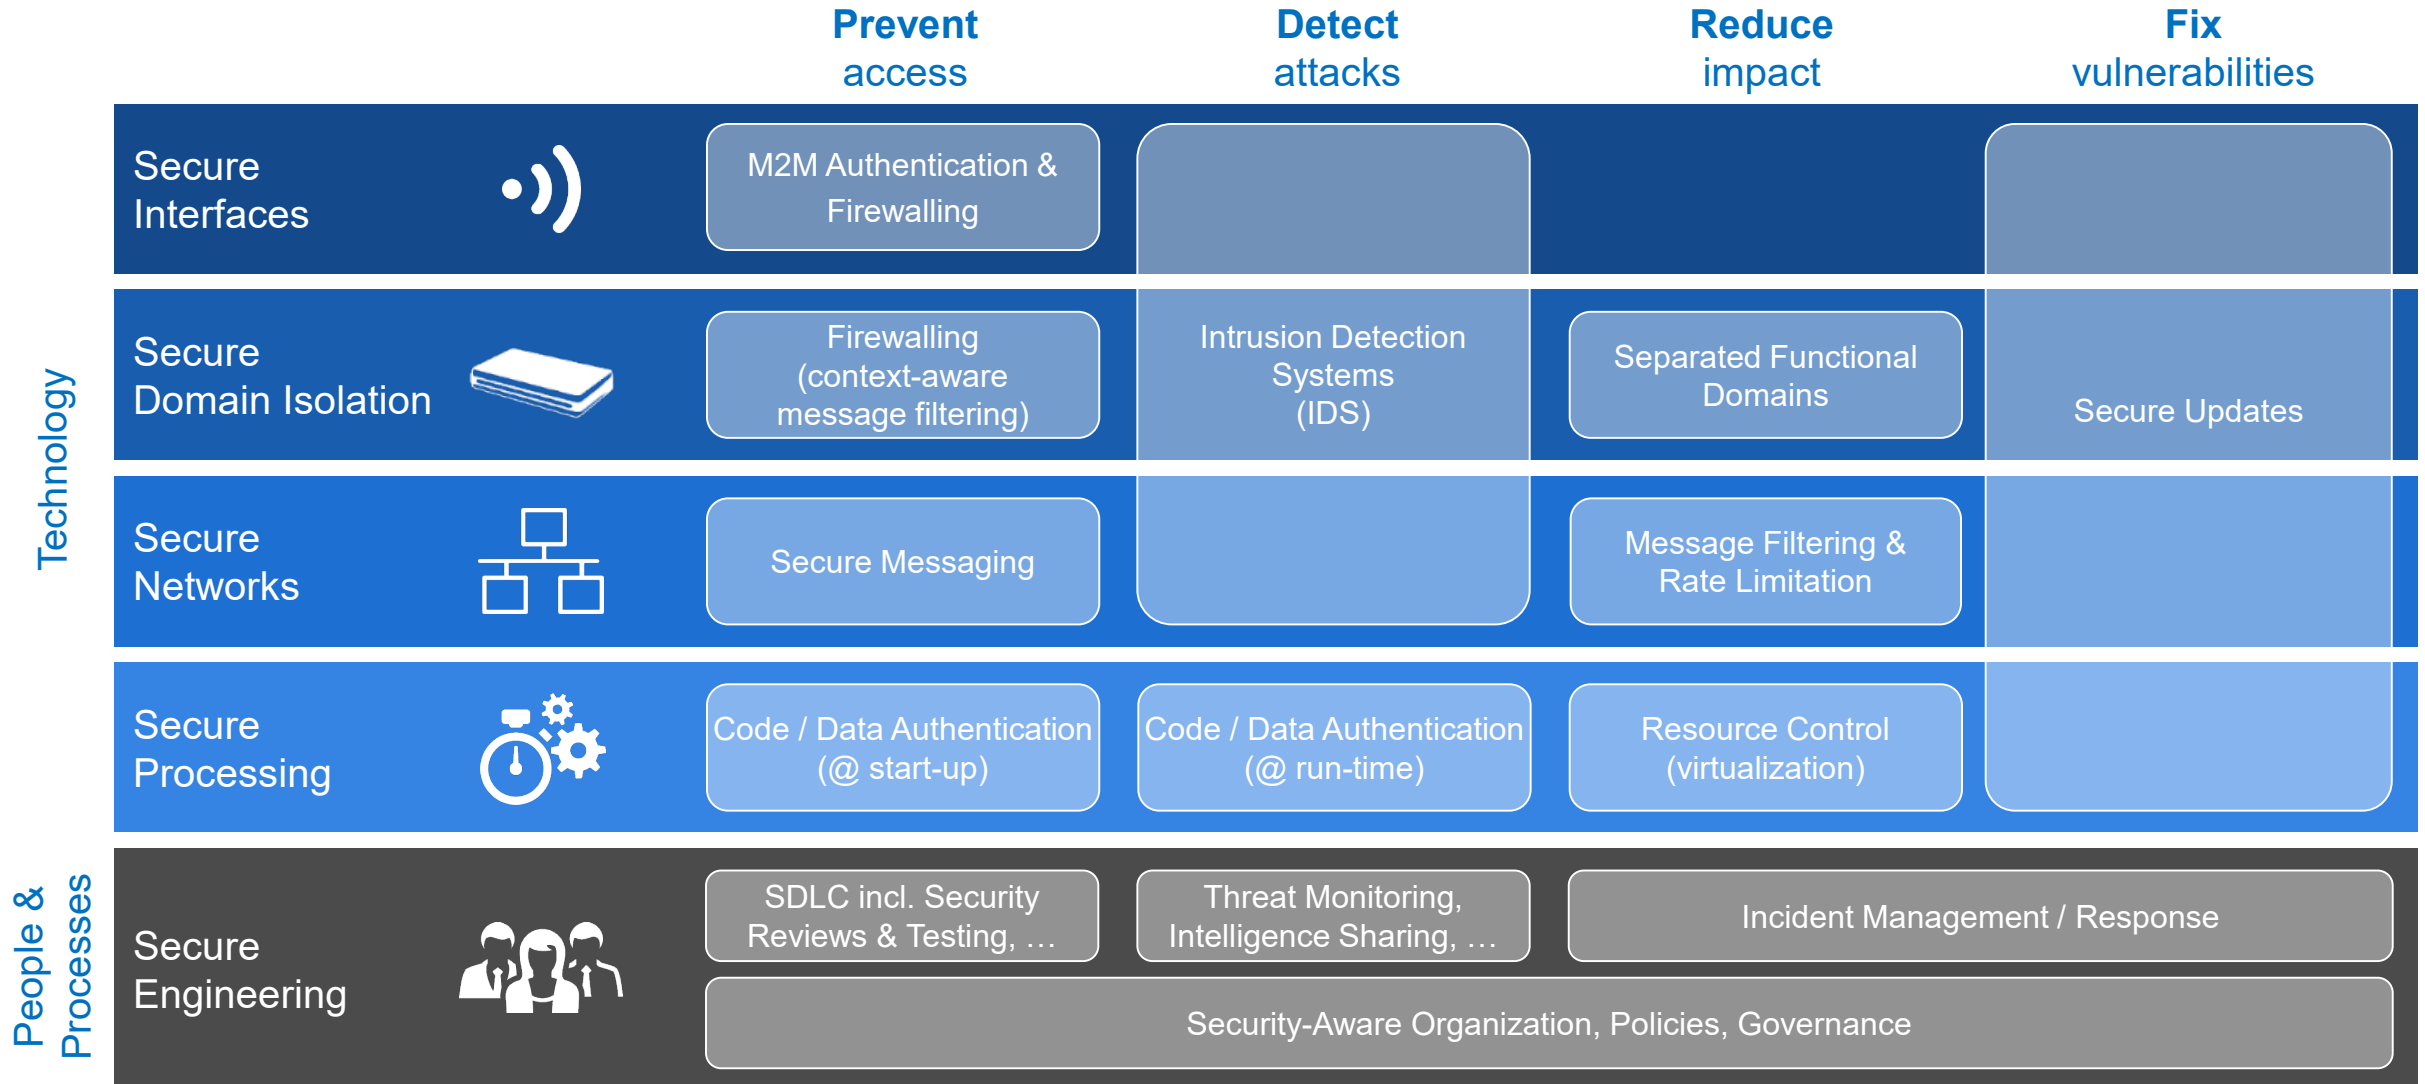 Prevent
access
Detect
attacks
Reduce
impact
Fix
vulnerabilities
Technology
Secure
Interfaces
M2M Authentication &
Firewalling
Secure
Domain Isolation
Firewalling
(context-aware
message filtering)
Intrusion Detection
Systems
(IDS)
Separated Functional
Domains
Secure Updates
Secure
Networks
Secure Messaging
Message Filtering &
Rate Limitation
Secure
Processing
Code / Data Authentication
(@ start-up)
Code / Data Authentication
(@ run-time)
Resource Control
(virtualization)
People &
Processes
Secure
Engineering
SDLC incl. Security
Reviews & Testing, …
Threat Monitoring,
Intelligence Sharing, …
Incident Management / Response
Security-Aware Organization, Policies, Governance